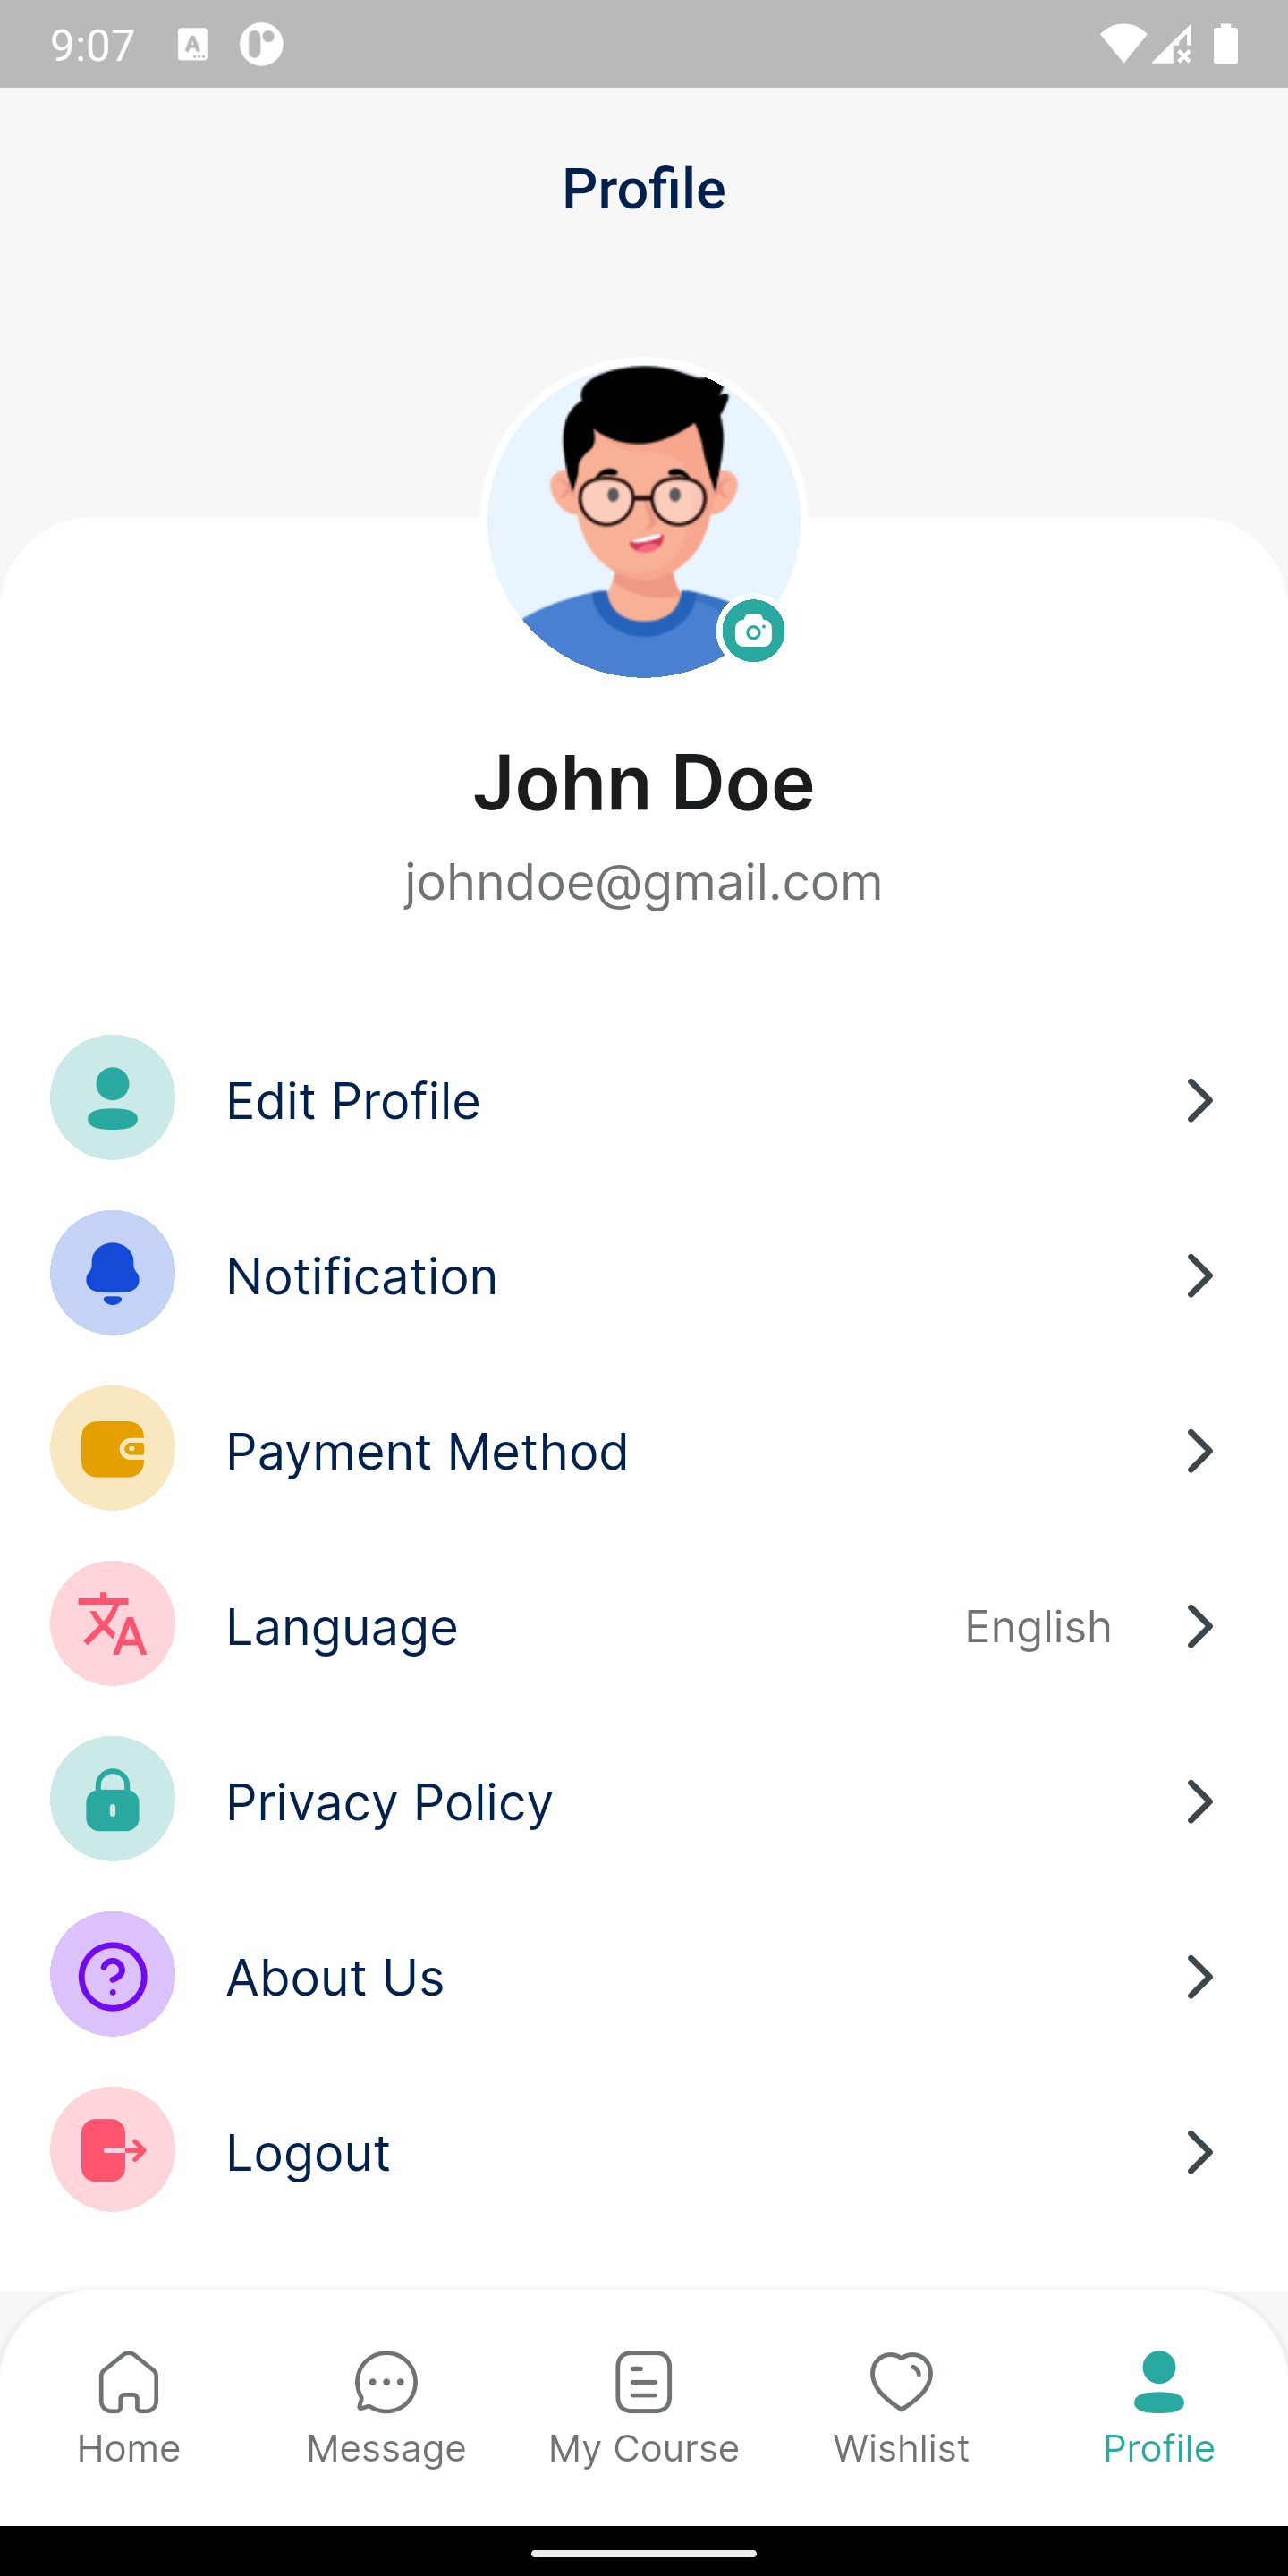 9:07
Profile
John Doe
johndoe@gmail.com
Edit Profile
Notification
Payment Method
Language English
Privacy Policy
About Us
Logout
Home Message My Course Wishlist Profile